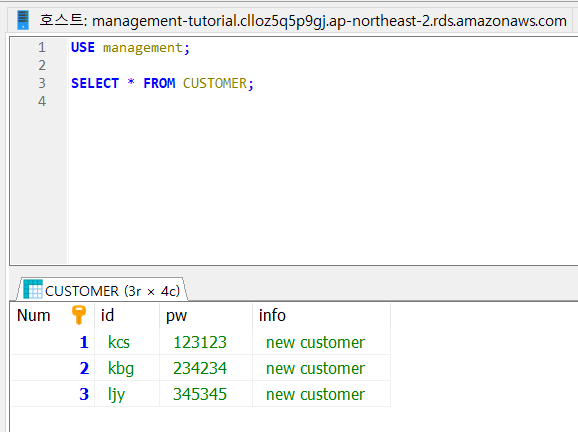 호스트: management-tutorial.clloz5q5p9gj.ap-northeast-2.rds.amazonaws.com
1 USE management;
2
3 SELECT * FROM CUSTOMER;
4
CUSTOMER (3r × 4c)
Num id pw info
1 kcs 123123 new customer
2 kbg 234234 new customer
3 ljy 345345 new customer